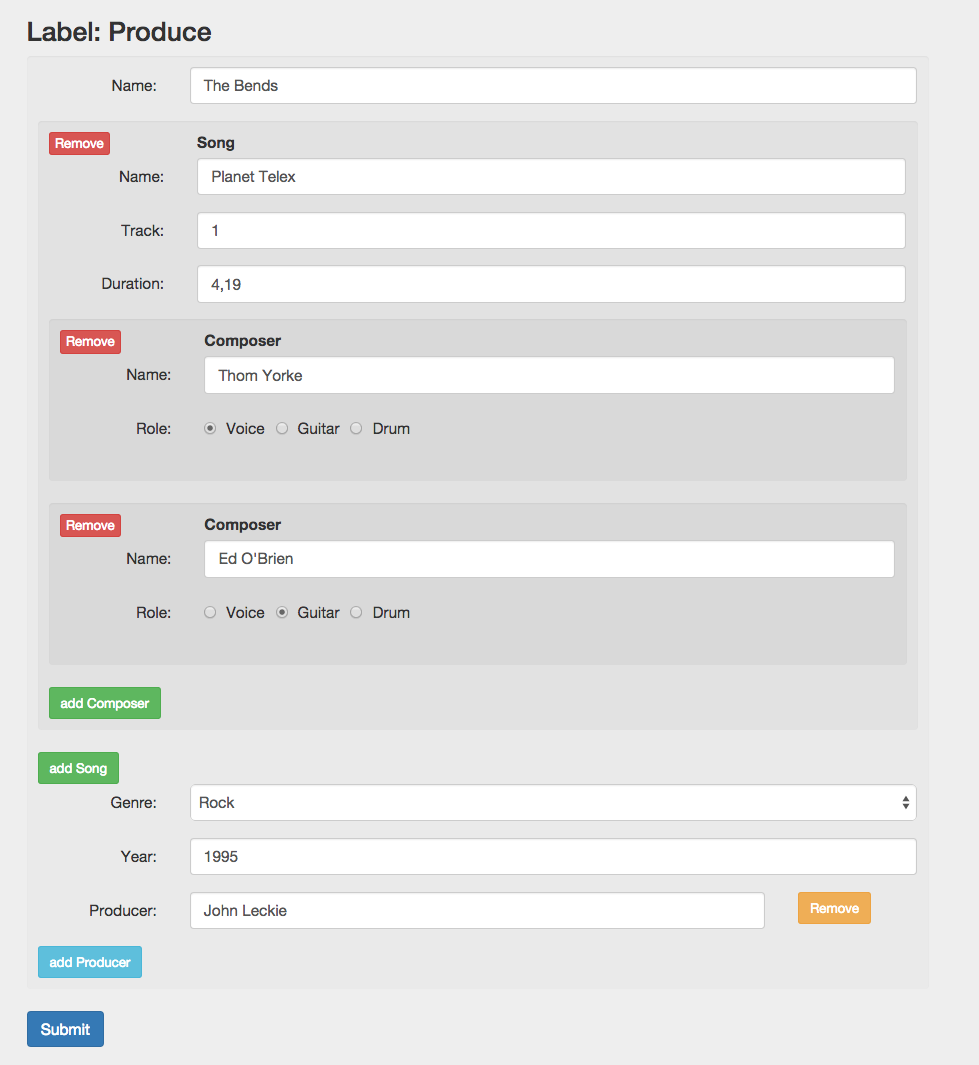 Label: Produce
Name: The Bends
Remove Song
Name: Planet Telex
Track: 1
Duration: 4,19
Remove Composer
Name: Thom Yorke
Role: Voice Guitar Drum
Remove Composer
Name: Ed O'Brien
Role: Voice Guitar Drum
add Composer
add Song
Genre: Rock
Year: 1995
Producer: John Leckie Remove
add Producer
Submit